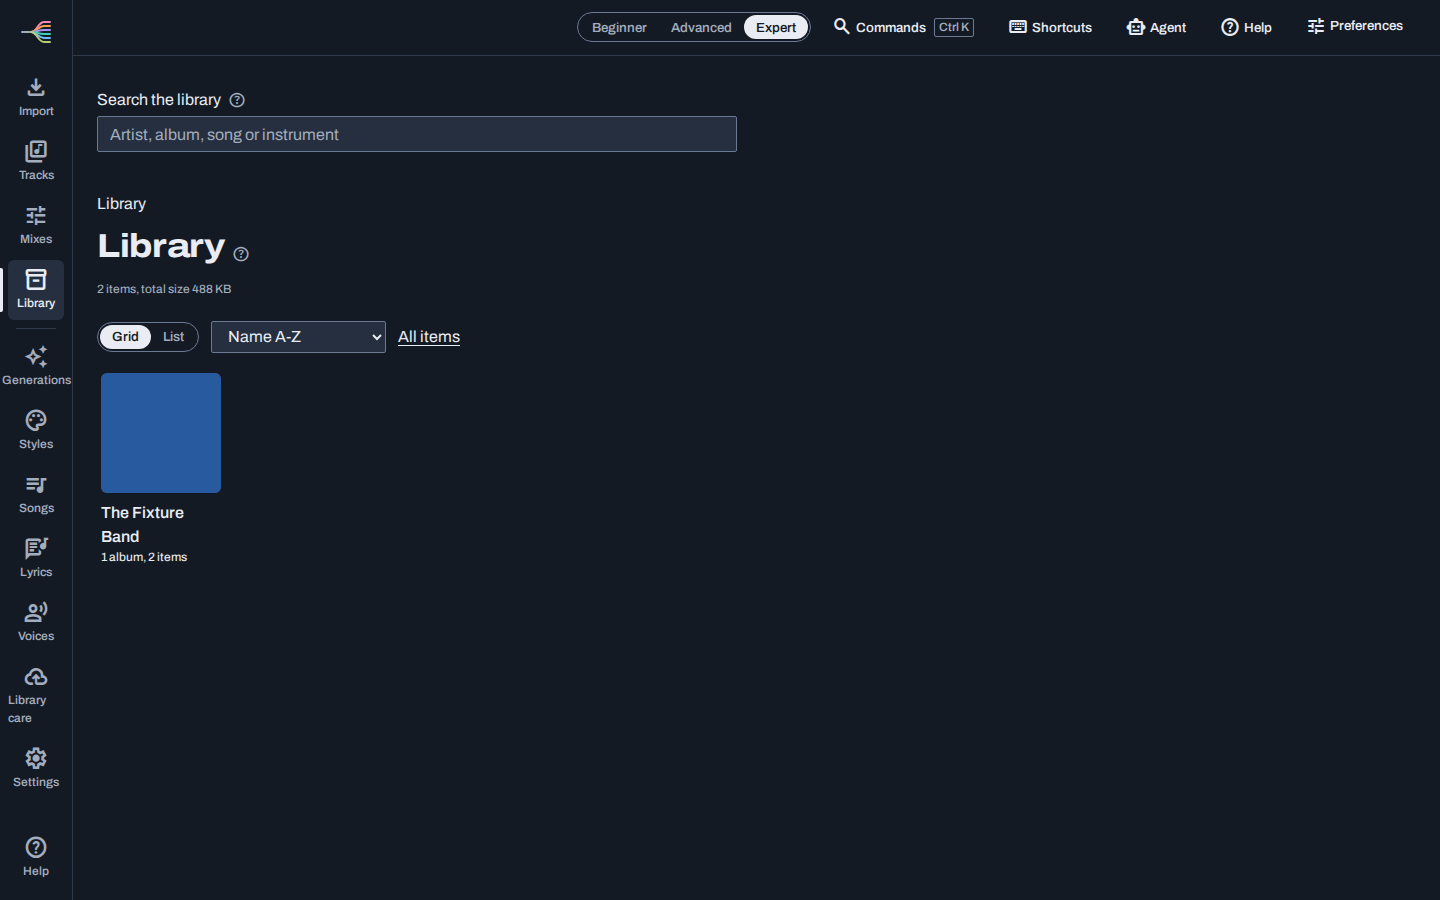 Beginner
Advanced
Expert
Commands
Ctrl K
Shortcuts
Agent
Help
Preferences
Import
Tracks
Mixes
Library
Generations
Styles
Songs
Lyrics
Voices
Library
care
Settings
Help
Search the library
Artist, album, song or instrument
Library
Library
2 items, total size 488 KB
Grid
List
Name A-Z
All items
The Fixture
Band
1 album, 2 items